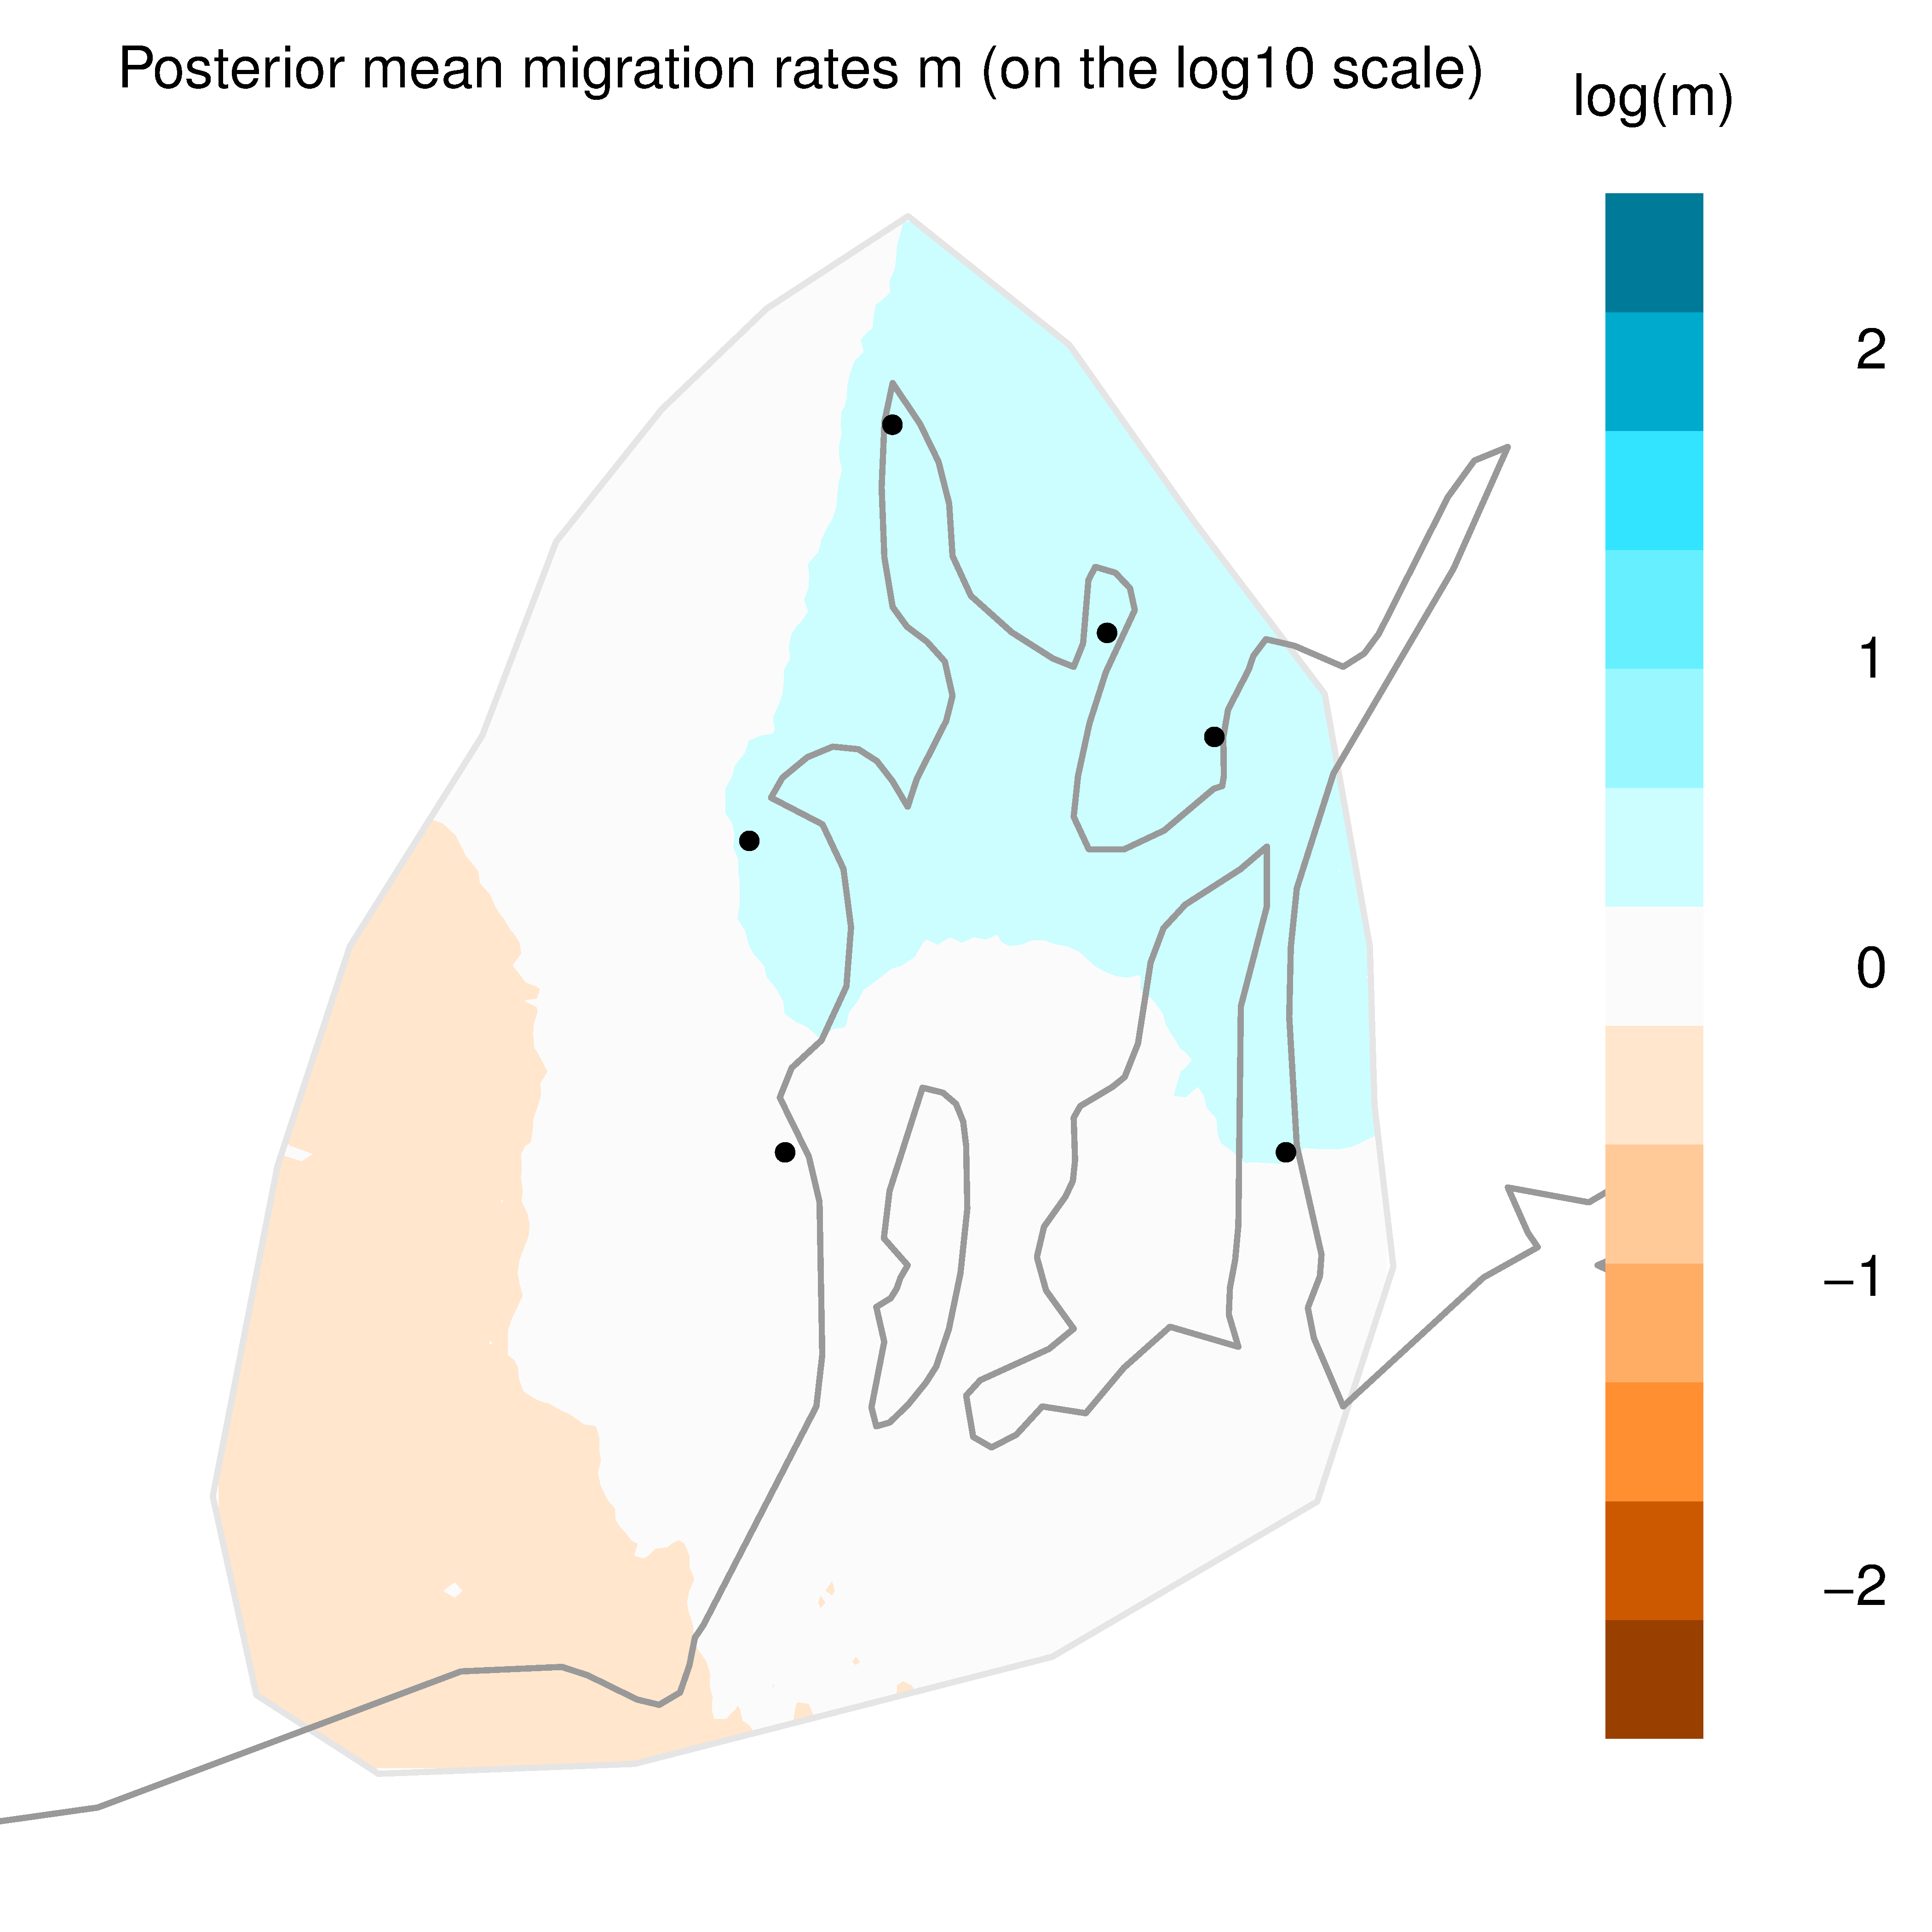 Posterior mean migration rates m (on the log10 scale)
log(m)
2
1
0
−1
−2